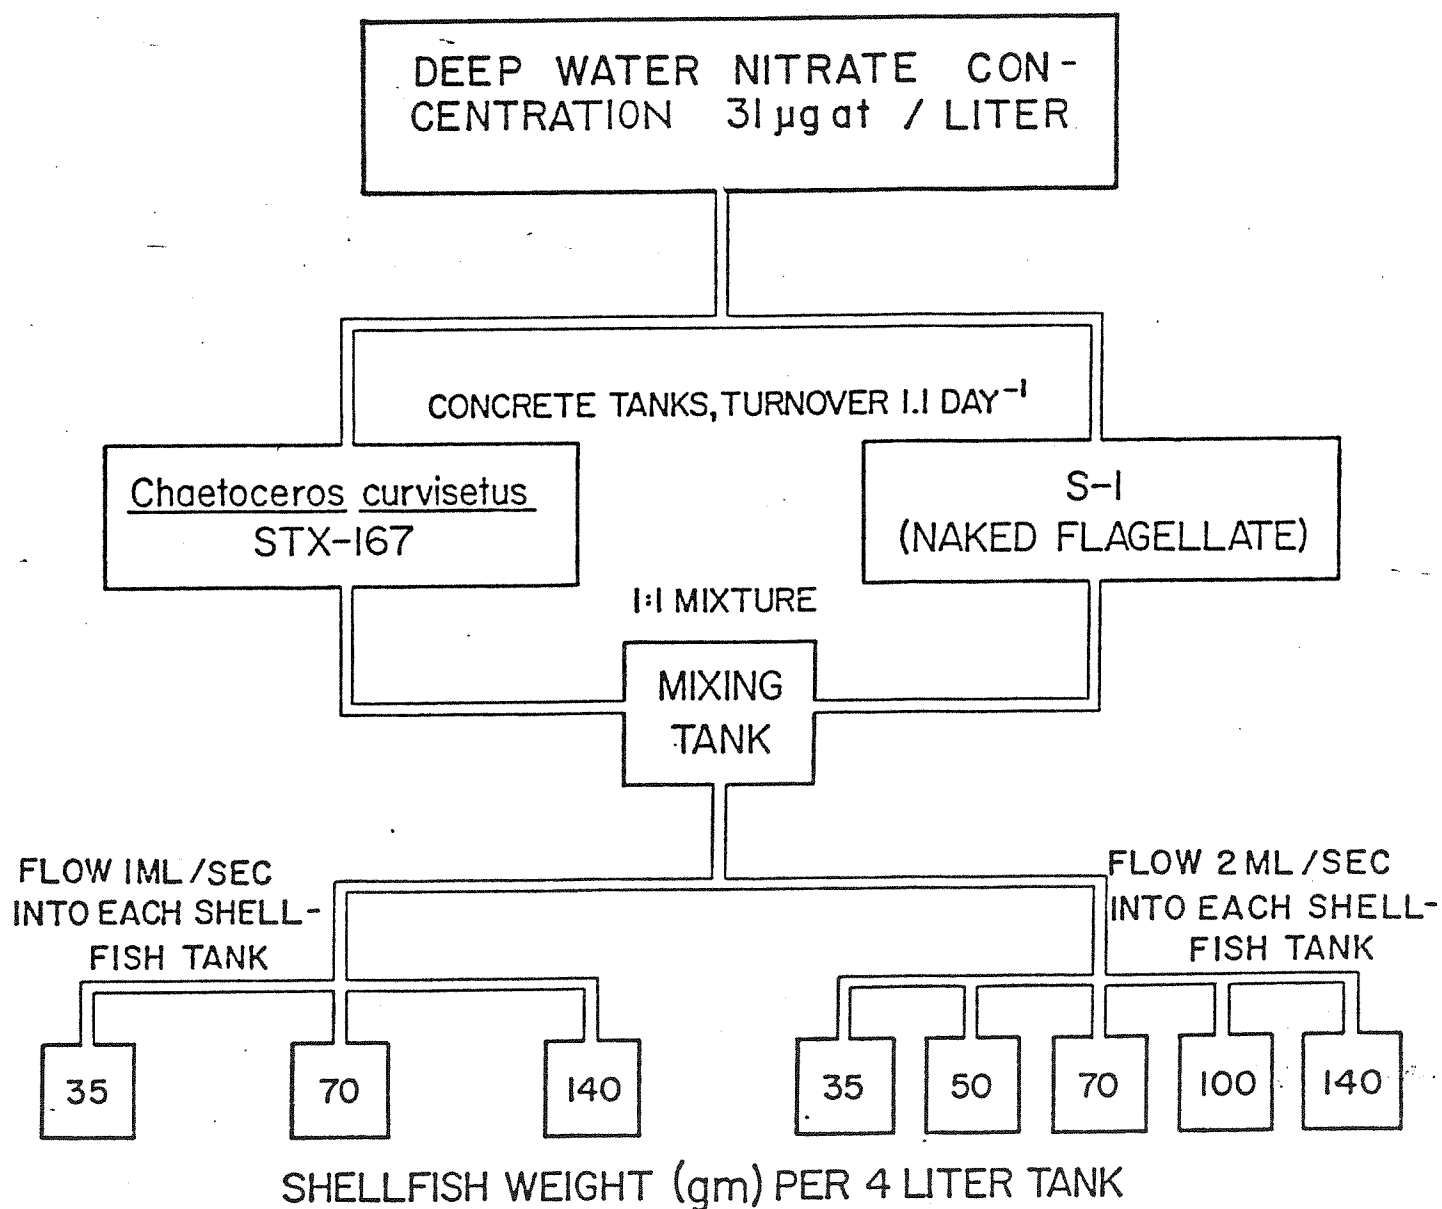 DEEP WATER NITRATE CON-
CENTRATION 31 µg at / LITER
CONCRETE TANKS, TURNOVER 1.1 DAY⁻¹
Chaetoceros curvisetus
STX-167
S-1
(NAKED FLAGELLATE)
1:1 MIXTURE
MIXING
TANK
FLOW 1ML/SEC
INTO EACH SHELL-
FISH TANK
FLOW 2 ML/SEC
INTO EACH SHELL-
FISH TANK
35 70 140 35 50 70 100 140
SHELLFISH WEIGHT (gm) PER 4 LITER TANK